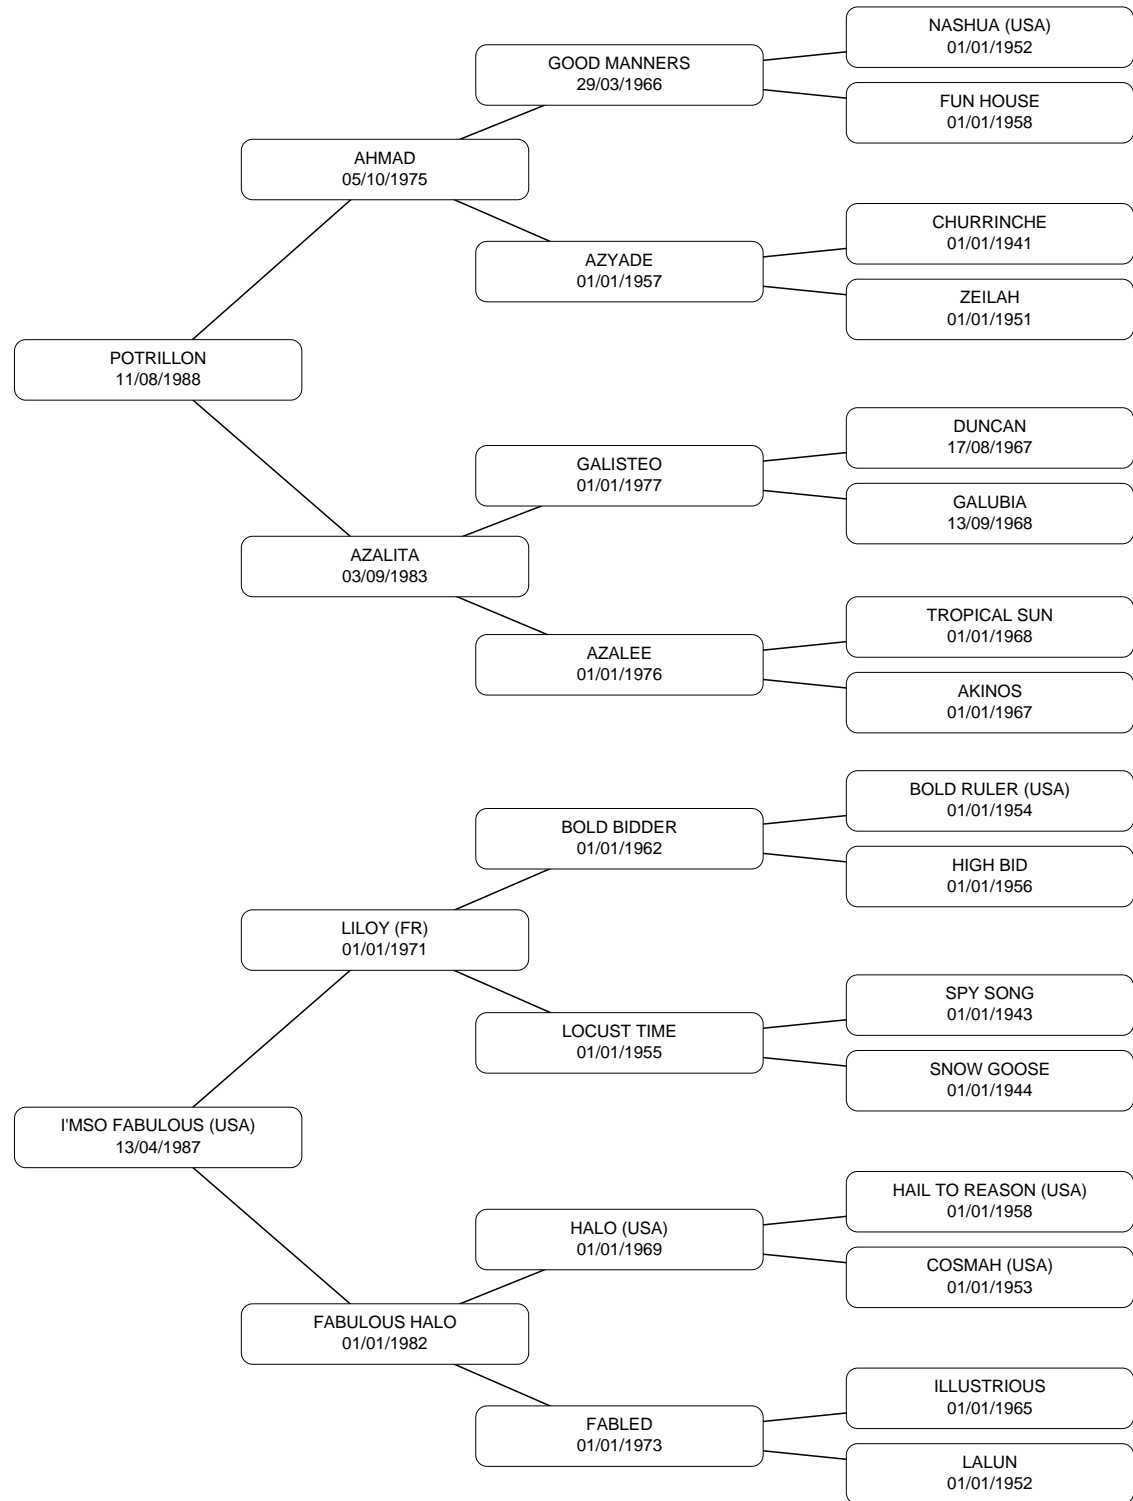 NASHUA (USA)
01/01/1952
GOOD MANNERS
29/03/1966
FUN HOUSE
01/01/1958
AHMAD
05/10/1975
CHURRINCHE
01/01/1941
AZYADE
01/01/1957
ZEILAH
01/01/1951
POTRILLON
11/08/1988
DUNCAN
17/08/1967
GALISTEO
01/01/1977
GALUBIA
13/09/1968
AZALITA
03/09/1983
TROPICAL SUN
01/01/1968
AZALEE
01/01/1976
AKINOS
01/01/1967
BOLD RULER (USA)
01/01/1954
BOLD BIDDER
01/01/1962
HIGH BID
01/01/1956
LILOY (FR)
01/01/1971
SPY SONG
01/01/1943
LOCUST TIME
01/01/1955
SNOW GOOSE
01/01/1944
I'MSO FABULOUS (USA)
13/04/1987
HAIL TO REASON (USA)
01/01/1958
HALO (USA)
01/01/1969
COSMAH (USA)
01/01/1953
FABULOUS HALO
01/01/1982
ILLUSTRIOUS
01/01/1965
FABLED
01/01/1973
LALUN
01/01/1952